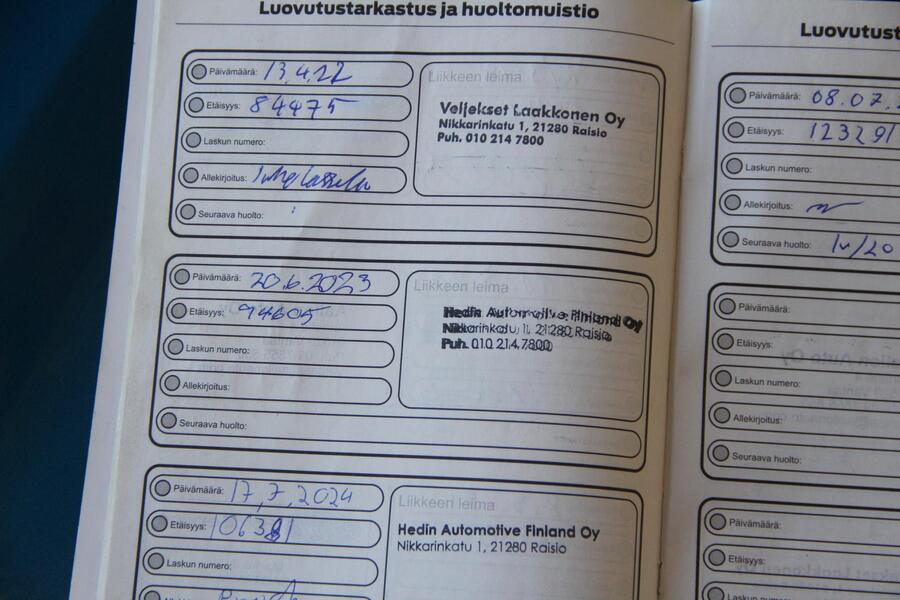 Luovutustarkastus ja huoltomuistio
Päivämäärä: 13.4.22
Etäisyys: 84475
Laskun numero:
Allekirjoitus:
Seuraava huolto:
Liikkeen leima
Veljekset Laakkonen Oy
Nikkarinkatu 1, 21280 Raisio
Puh. 010 214 7800
Päivämäärä: 20.6.2023
Etäisyys: 94605
Laskun numero:
Allekirjoitus:
Seuraava huolto:
Liikkeen leima
Hedin Automotive Finland Oy
Nikkarinkatu 1, 21280 Raisio
Puh. 010 214 7800
Päivämäärä: 17.7.2024
Etäisyys: 106381
Laskun numero:
Liikkeen leima
Hedin Automotive Finland Oy
Nikkarinkatu 1, 21280 Raisio
Luovutust
Päivämäärä: 08.07.
Etäisyys: 123291
Laskun numero:
Allekirjoitus:
Seuraava huolto:
Päivämäärä:
Etäisyys:
Laskun numero:
Allekirjoitus:
Seuraava huolto:
Päivämäärä:
Etäisyys:
Laskun numero: